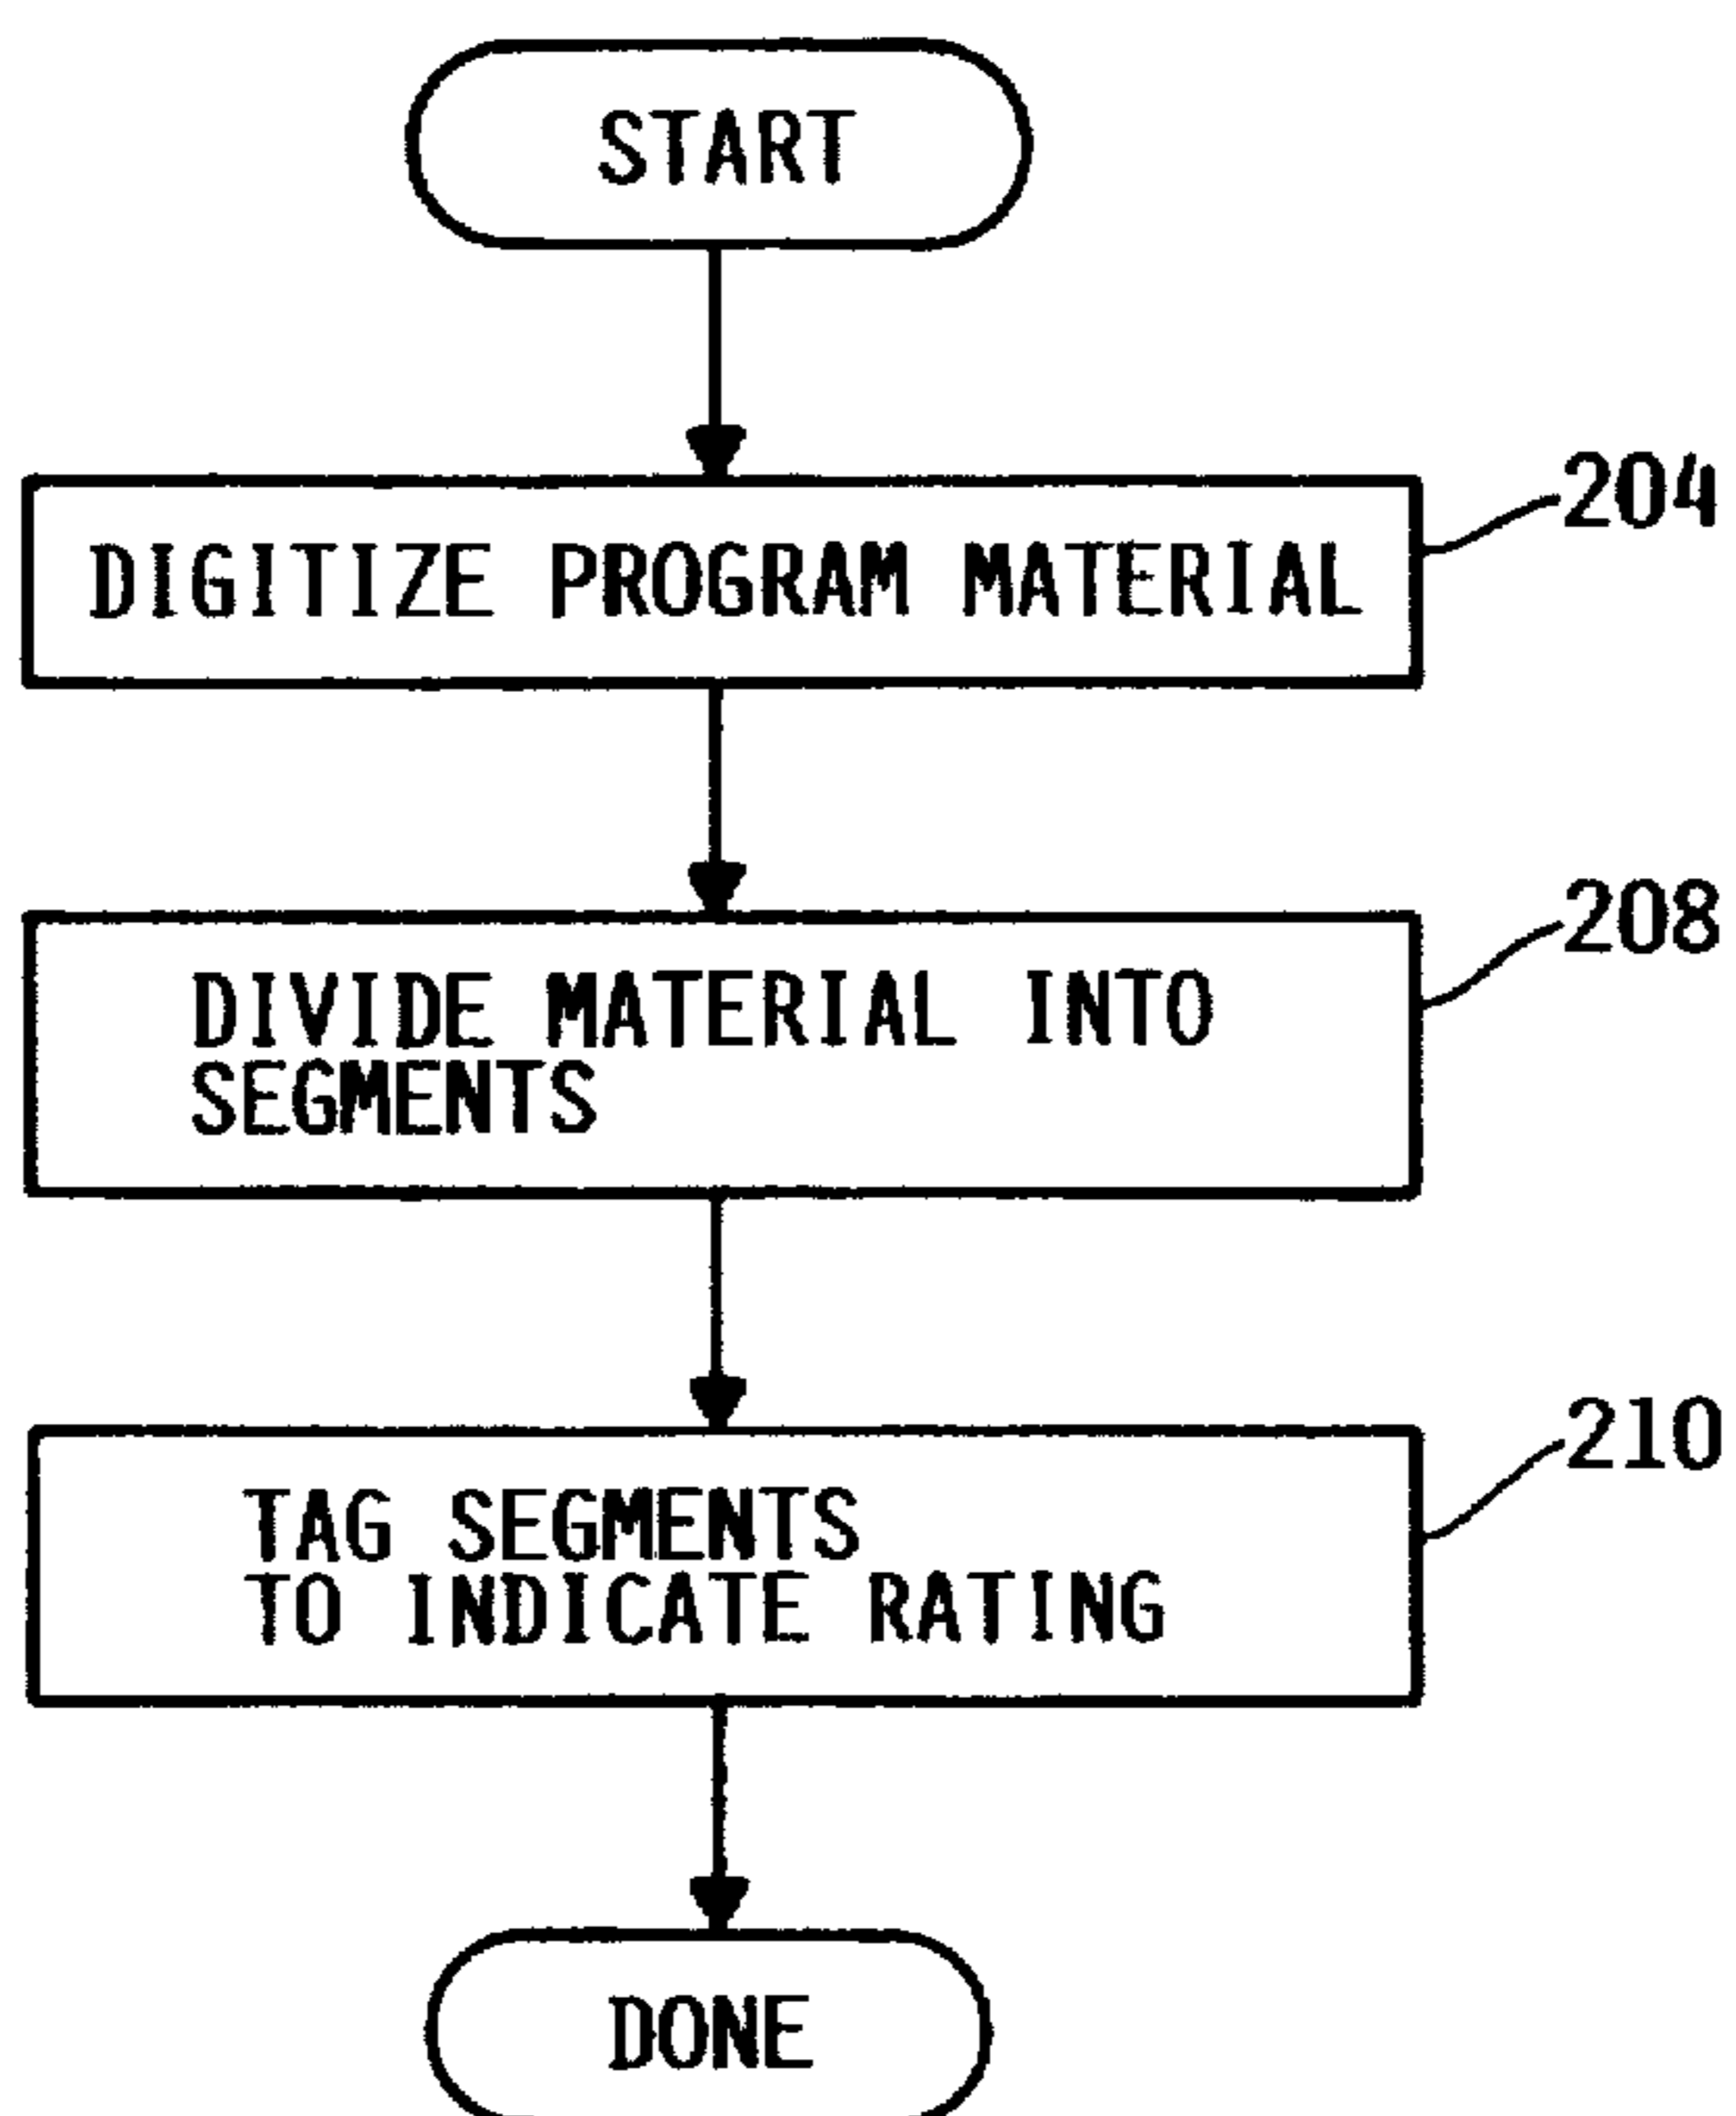 START
204
DIGITIZE PROGRAM MATERIAL
208
DIVIDE MATERIAL INTO
SEGMENTS
210
TAG SEGMENTS
TO INDICATE RATING
DONE